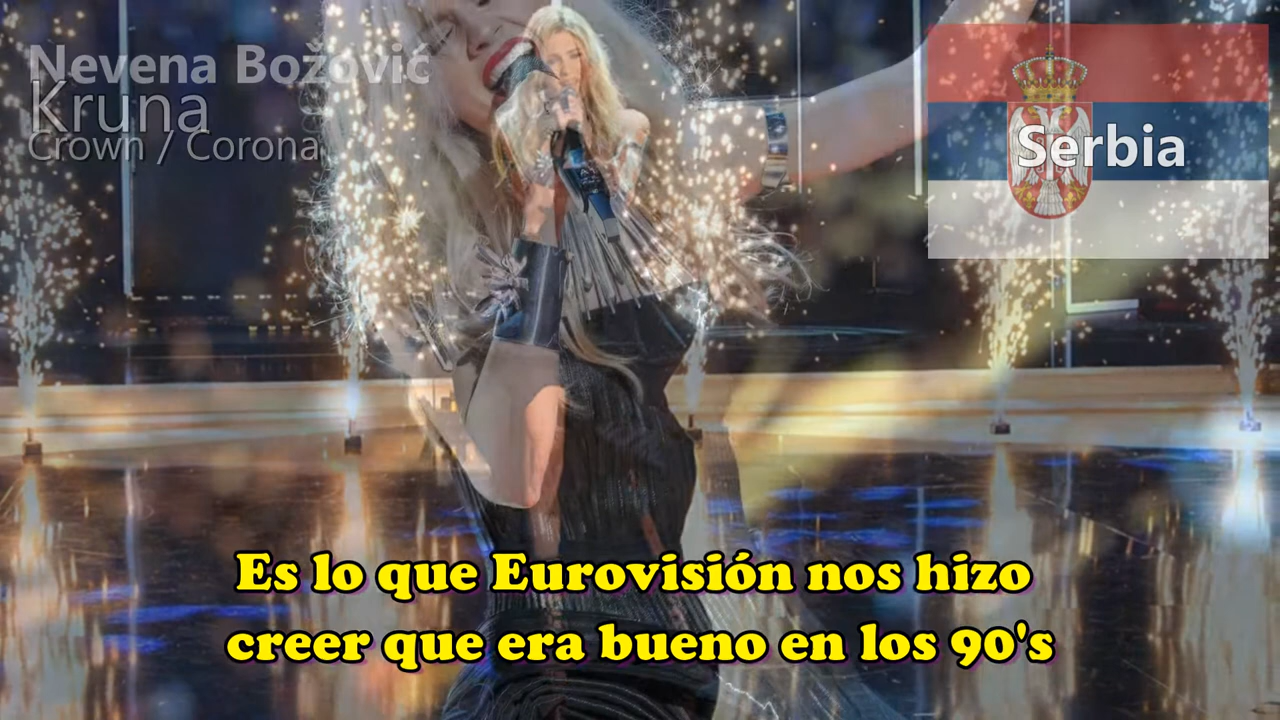 Nevena Božović
Kruna
Crown / Corona
Serbia
Es lo que Eurovisión nos hizo
creer que era bueno en los 90's